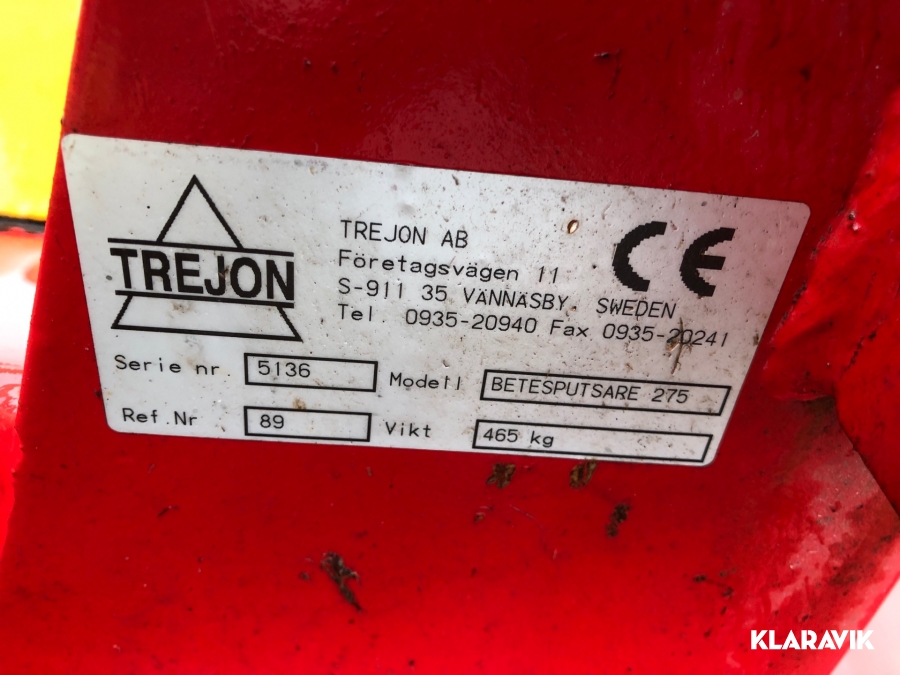 TREJON
TREJON AB
Företagsvägen 11
S-911 35 VÄNNÄSBY. SWEDEN
Tel. 0935-20940 Fax 0935-20241
CE
Serie nr. 5136 Modell BETESPUTSARE 275
Ref.Nr 89 Vikt 465 kg
KLARAVIK